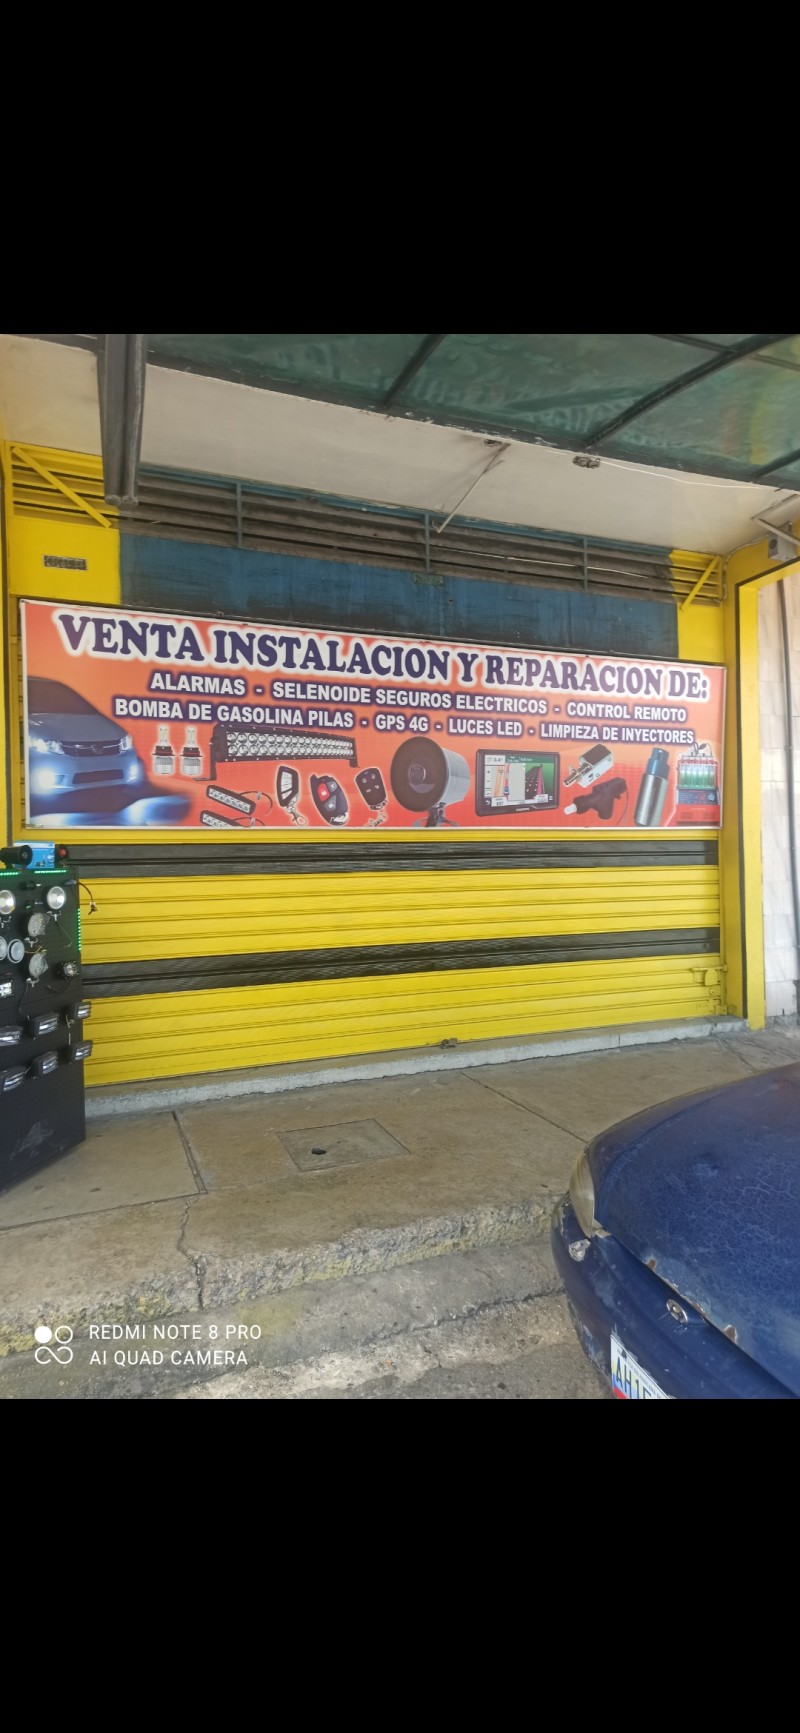 VENTA INSTALACION Y REPARACION DE:
ALARMAS - SELENOIDE SEGUROS ELECTRICOS - CONTROL REMOTO
BOMBA DE GASOLINA PILAS - GPS 4G - LUCES LED - LIMPIEZA DE INYECTORES
REDMI NOTE 8 PRO
AI QUAD CAMERA